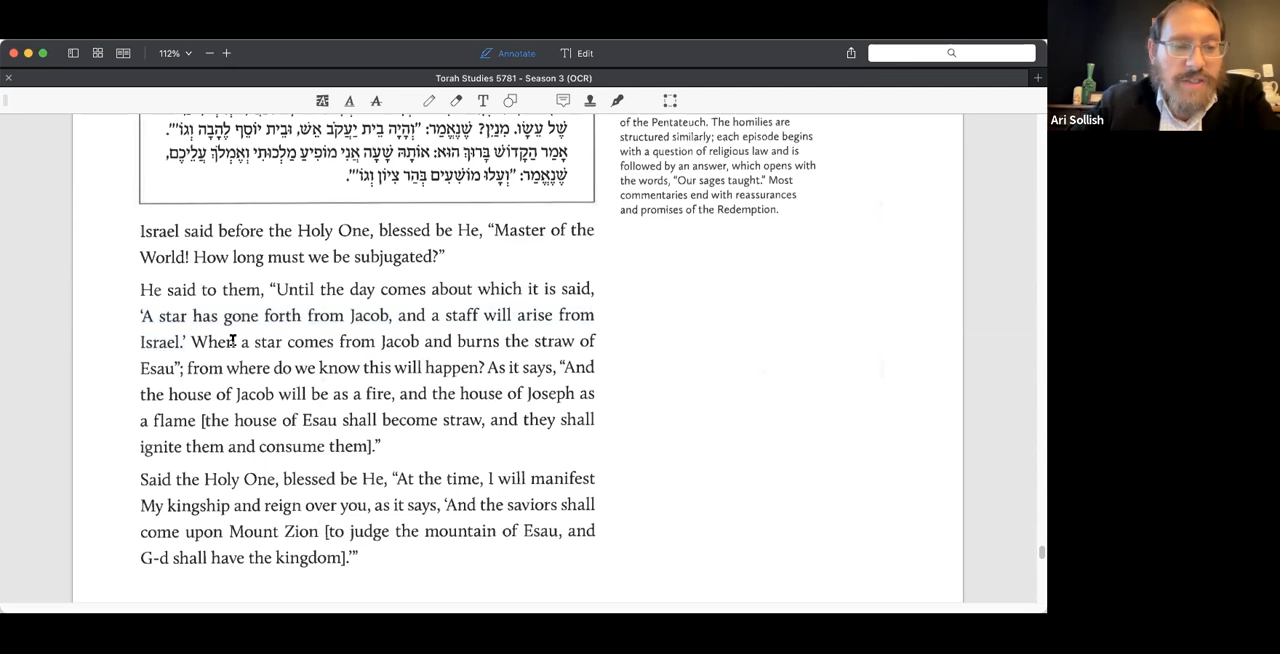 112%
Annotate
Edit
Torah Studies 5781 - Season 3 (OCR)
Ari Sollish
של עשו. מנין? שנאמר: "וְהָיָה בֵית יַעֲקֹב אֵשׁ, וּבֵית יוֹסֵף לֶהָבָה וְגוֹ'".
אָמַר הַקָדוֹשׁ בָּרוּךְ הוּא: אוֹתָהּ שָׁעָה אֲנִי מוֹפִיעַ מַלְכוּתִי וְאֶמְלֹךְ עֲלֵיכֶם,
שֶׁנֶאֱמַר: "וְעָלוּ מוֹשִׁעִים בְּהַר צִיוֹן וְגוֹ'".
of the Pentateuch. The homilies are
structured similarly; each episode begins
with a question of religious law and is
followed by an answer, which opens with
the words, "Our sages taught." Most
commentaries end with reassurances
and promises of the Redemption.
Israel said before the Holy One, blessed be He, "Master of the
World! How long must we be subjugated?"
He said to them, "Until the day comes about which it is said,
'A star has gone forth from Jacob, and a staff will arise from
Israel.' When a star comes from Jacob and burns the straw of
Esau"; from where do we know this will happen? As it says, "And
the house of Jacob will be as a fire, and the house of Joseph as
a flame [the house of Esau shall become straw, and they shall
ignite them and consume them]."
Said the Holy One, blessed be He, "At the time, I will manifest
My kingship and reign over you, as it says, 'And the saviors shall
come upon Mount Zion [to judge the mountain of Esau, and
G-d shall have the kingdom].'"